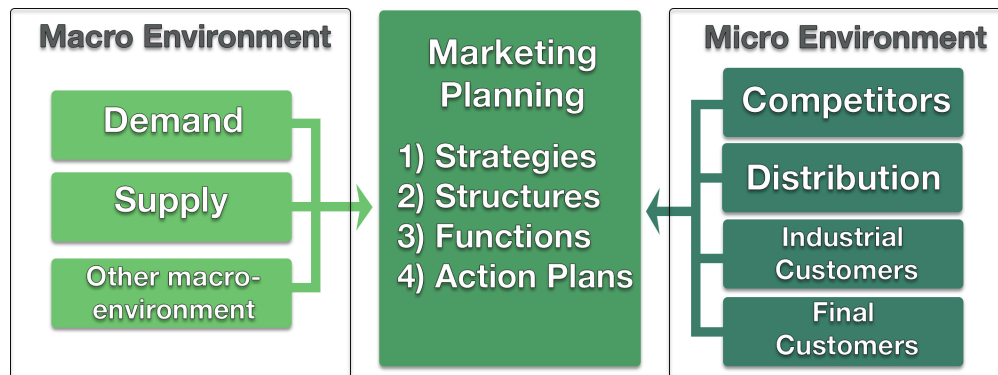 Macro Environment
Demand
Supply
Other macro-
environment
Marketing
Planning
1) Strategies
2) Structures
3) Functions
4) Action Plans
Micro Environment
Competitors
Distribution
Industrial
Customers
Final
Customers